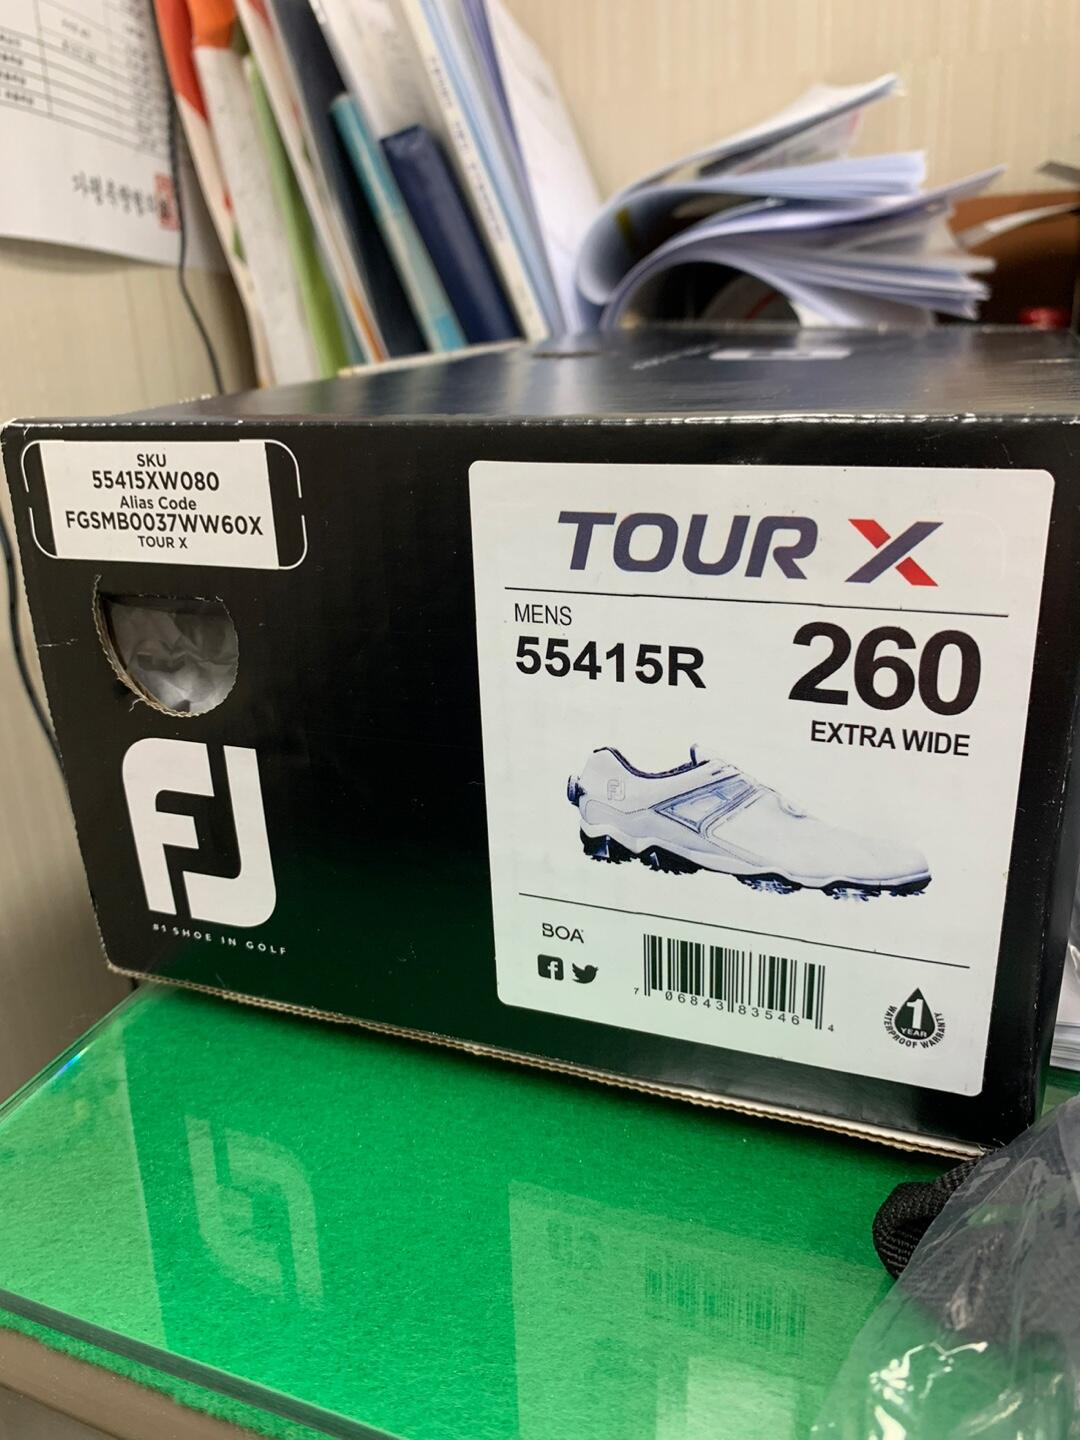 SKU
55415XW080
Alias Code
FGSMB0037WW60X
TOUR X
TOUR X
MENS
55415R
260
EXTRA WIDE
FJ
#1 SHOE IN GOLF
BOA
7 06843 83546 4
1
YEAR
WATERPROOF WARRANTY